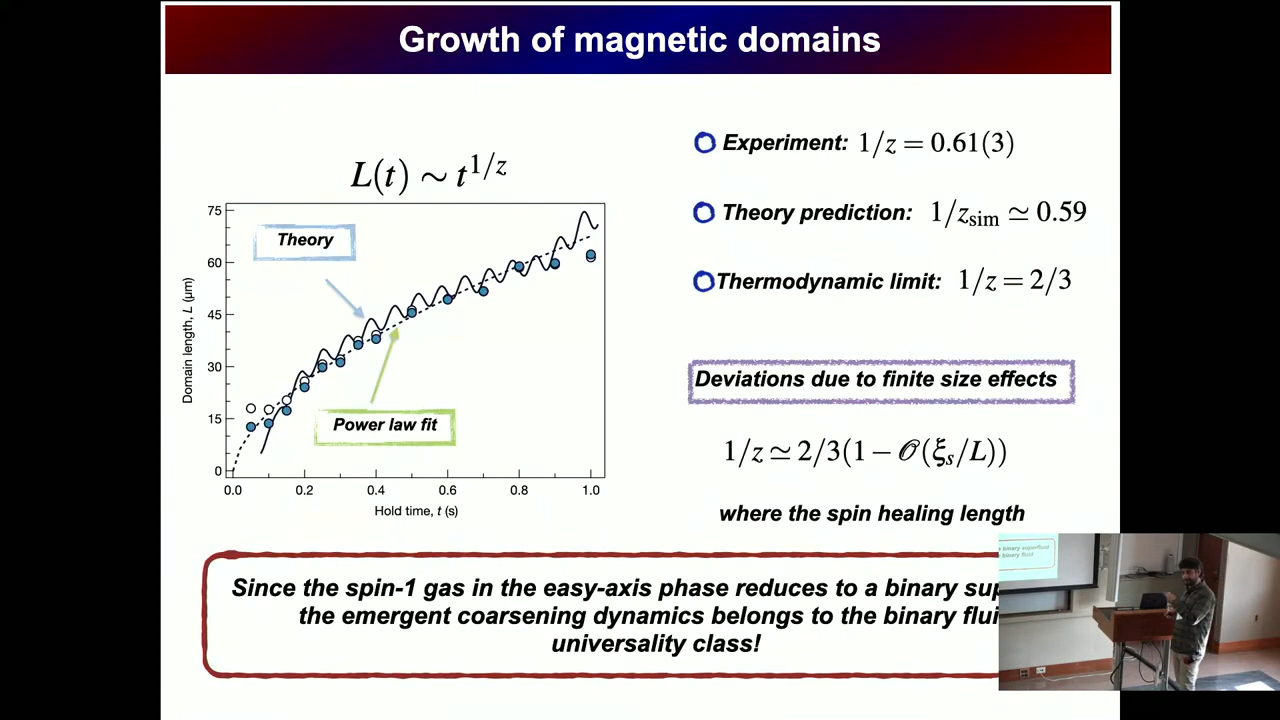 Growth of magnetic domains
L(t) ∼ t^{1/z}
75
60
45
30
15
0
Domain length, L (μm)
Theory
Power law fit
0.0 0.2 0.4 0.6 0.8 1.0
Hold time, t (s)
Experiment: 1/z = 0.61(3)
Theory prediction: 1/z_sim ≃ 0.59
Thermodynamic limit: 1/z = 2/3
Deviations due to finite size effects
1/z ≃ 2/3(1 − 𝒪(ξ_s/L))
where the spin healing length
Since the spin-1 gas in the easy-axis phase reduces to a binary
the emergent coarsening dynamics belongs to the binary
universality class!
binary superfluid
binary fluid